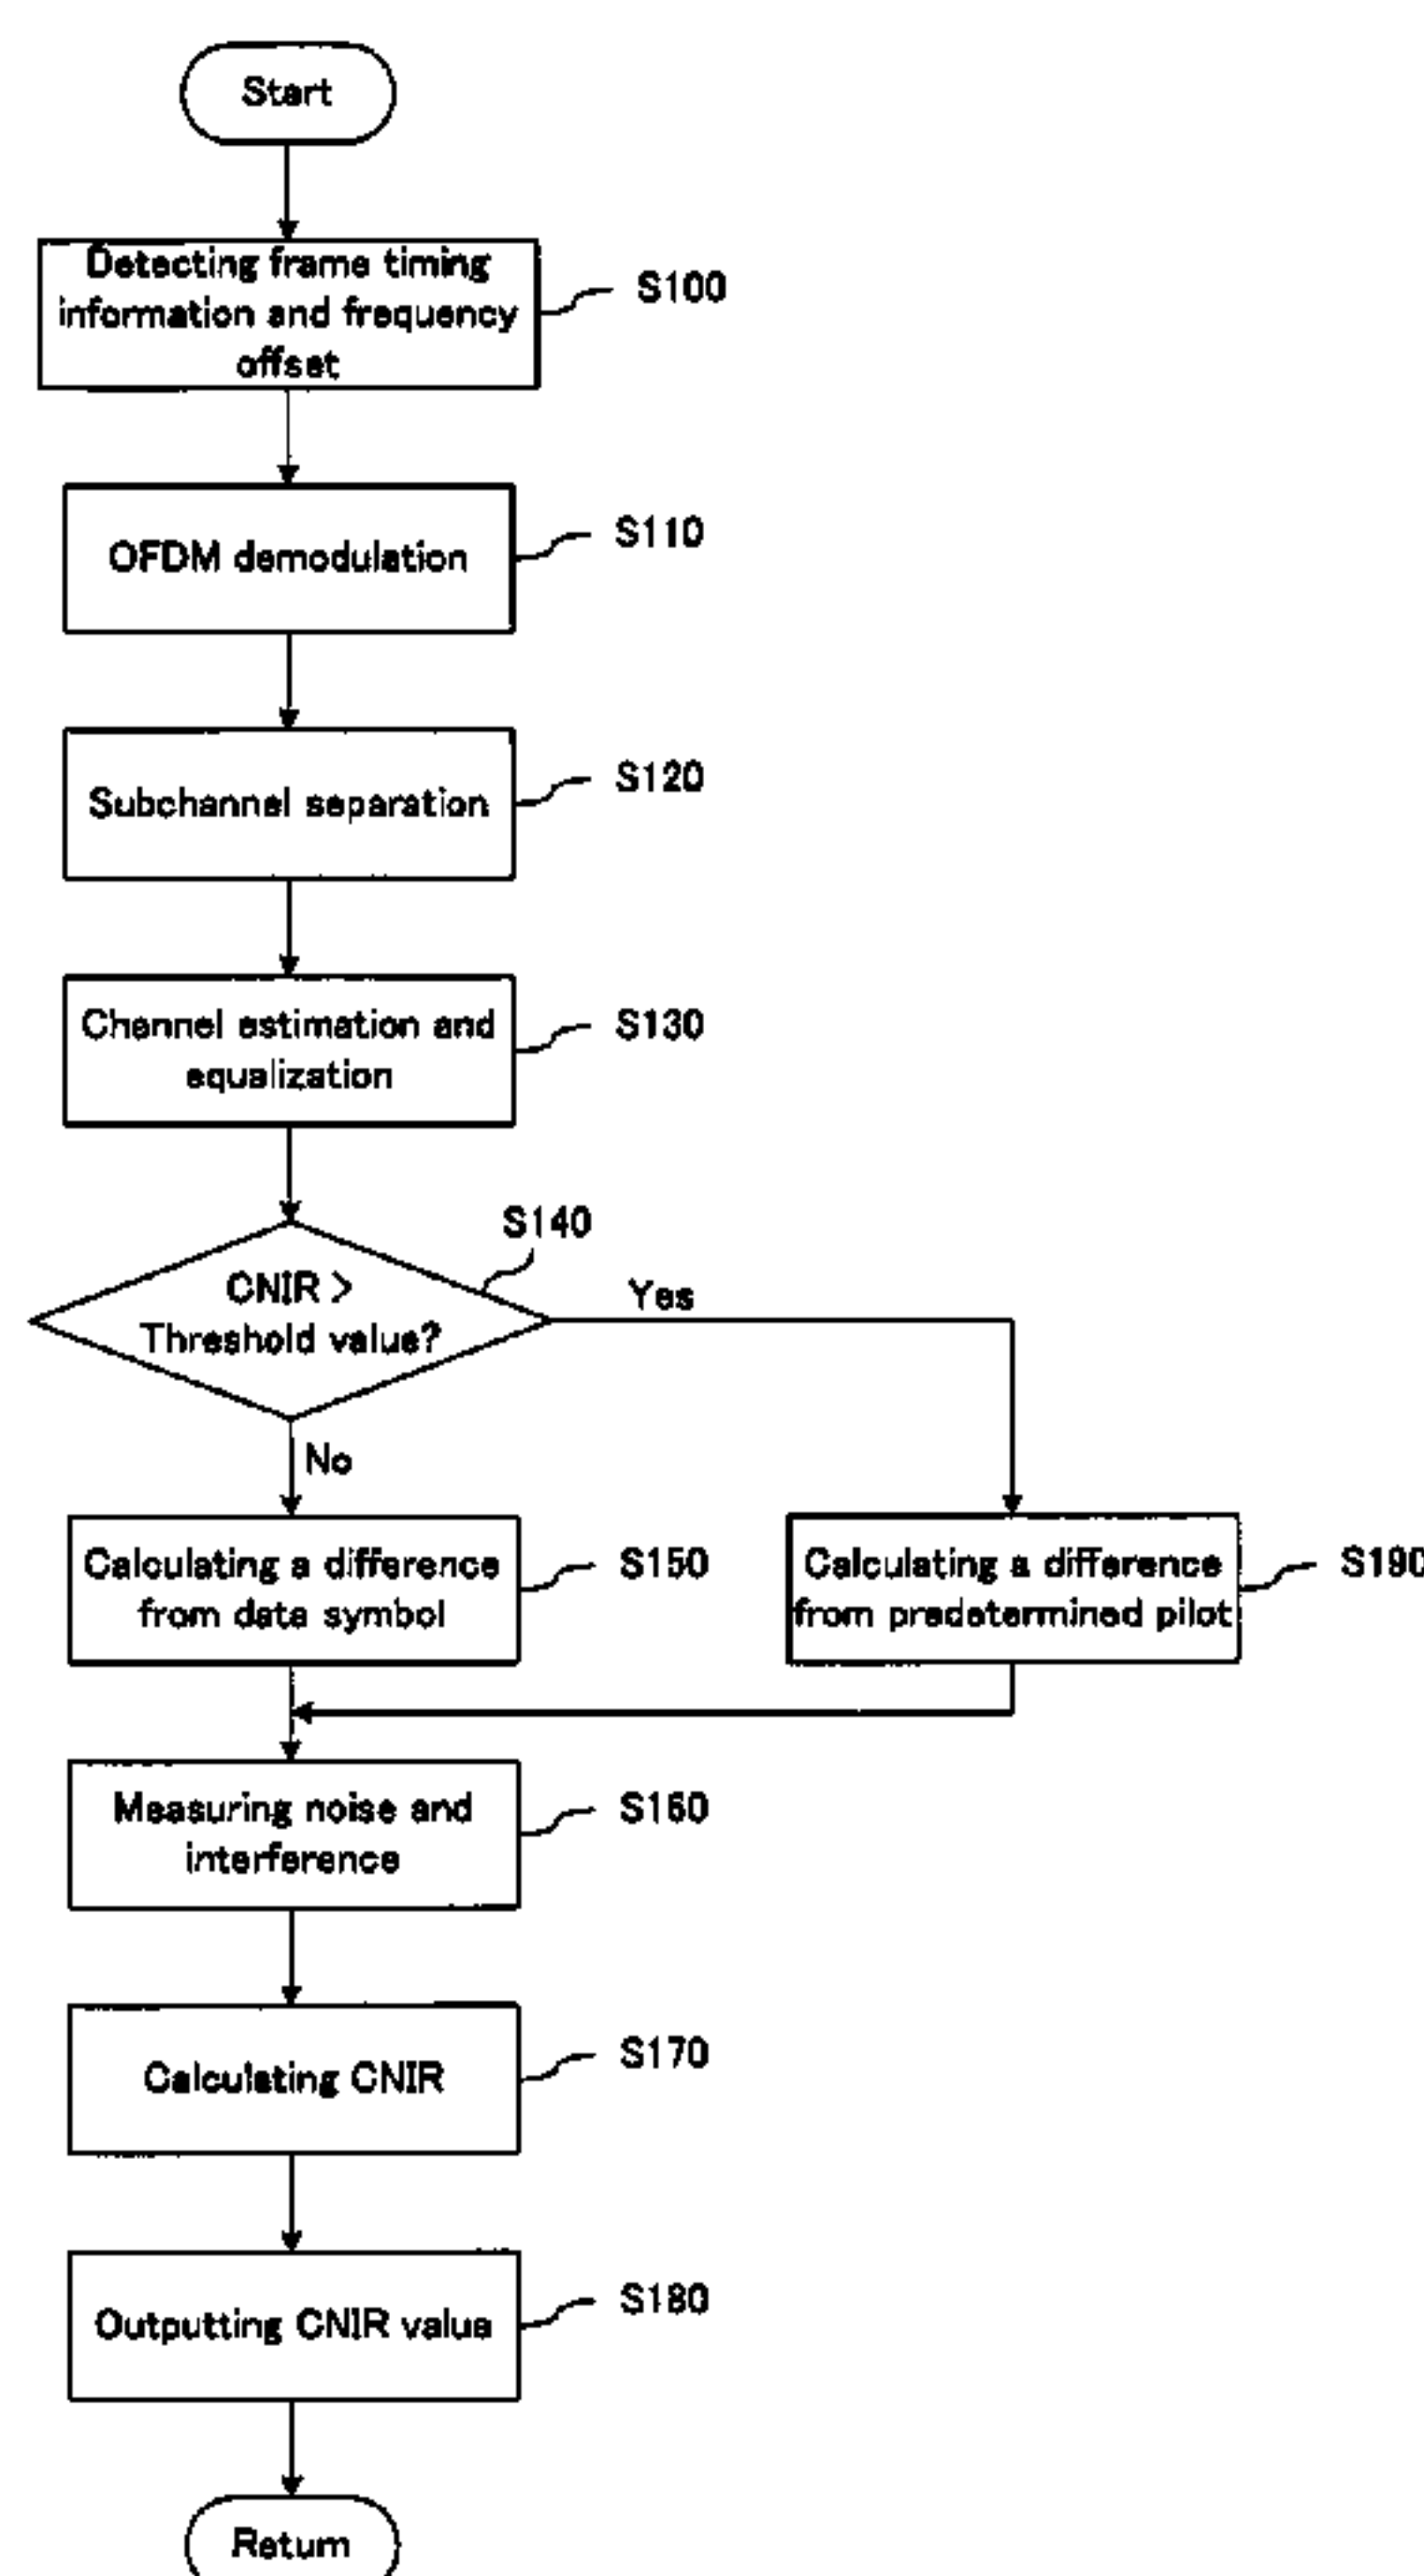 Start
Detecting frame timing
information and frequency
offset
S100
OFDM demodulation
S110
Subchannel separation
S120
Channel estimation and
equalization
S130
S140
CNIR >
Threshold value?
Yes
No
Calculating a difference
from data symbol
S150
Calculating a difference
from predetermined pilot
S190
Measuring noise and
interference
S160
Calculating CNIR
S170
Outputting CNIR value
S180
Return